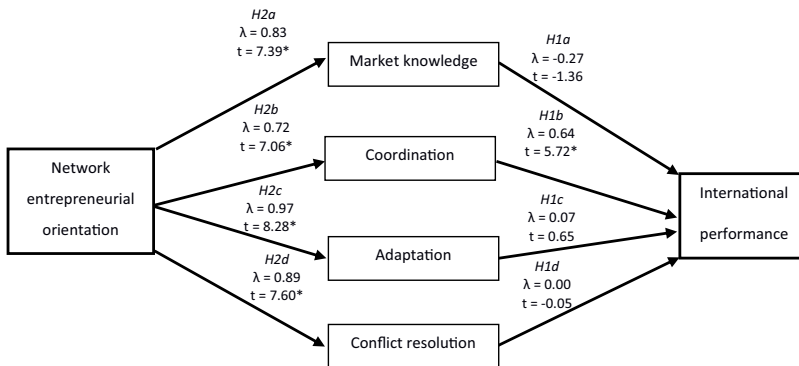 H2a
λ = 0.83
t = 7.39*
Market knowledge
H1a
λ = -0.27
t = -1.36
H2b
λ = 0.72
t = 7.06*
Coordination
H1b
λ = 0.64
t = 5.72*
Network
entrepreneurial
orientation
H2c
λ = 0.97
t = 8.28*
Adaptation
H1c
λ = 0.07
t = 0.65
International
performance
H2d
λ = 0.89
t = 7.60*
Conflict resolution
H1d
λ = 0.00
t = -0.05